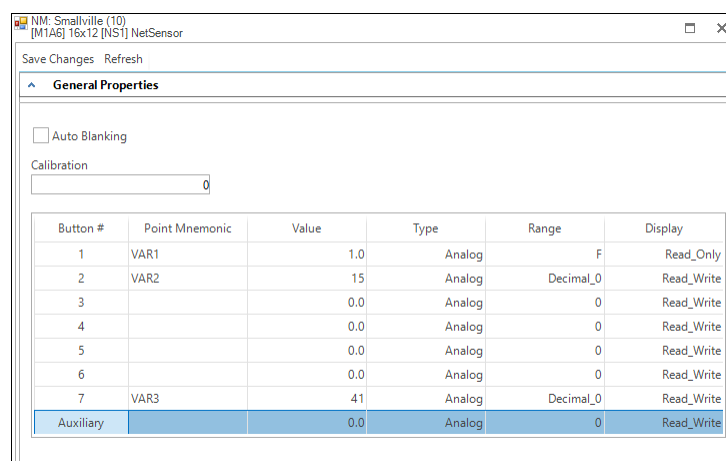 NM: Smallville (10)
[M1A6] 16x12 [NS1] NetSensor
Save Changes Refresh
General Properties
Auto Blanking
Calibration
0
Button # Point Mnemonic Value Type Range Display
1 VAR1 1.0 Analog F Read_Only
2 VAR2 15 Analog Decimal_0 Read_Write
3 0.0 Analog 0 Read_Write
4 0.0 Analog 0 Read_Write
5 0.0 Analog 0 Read_Write
6 0.0 Analog 0 Read_Write
7 VAR3 41 Analog Decimal_0 Read_Write
Auxiliary 0.0 Analog 0 Read_Write